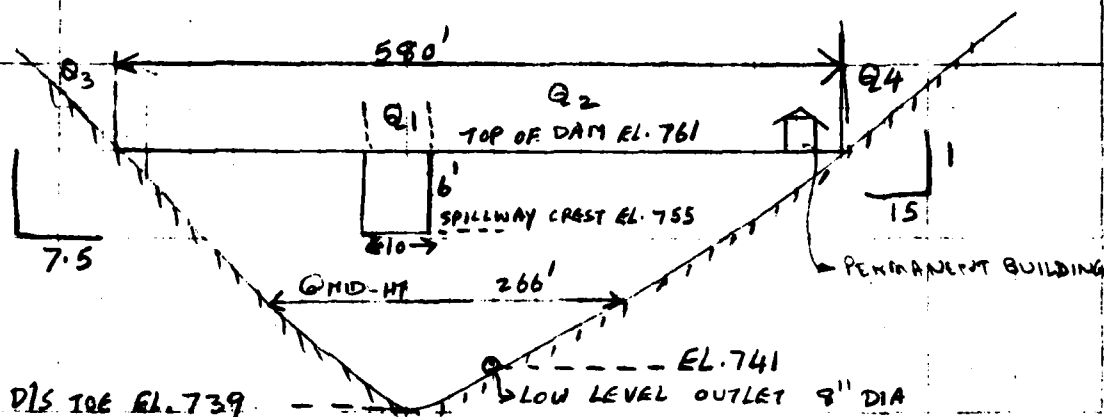 580'
Q3
Q4
Q1
Q2
TOP OF DAM EL. 761
6'
SPILLWAY CREST EL. 755
10
1
7.5
15
PERMANENT BUILDING
@MID-HT 266'
EL. 741
LOW LEVEL OUTLET 8" DIA
D/S TOE EL. 739